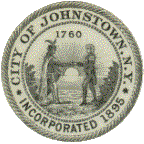 CITY OF JOHNSTOWN, N.Y.
1760
INCORPORATED 1895